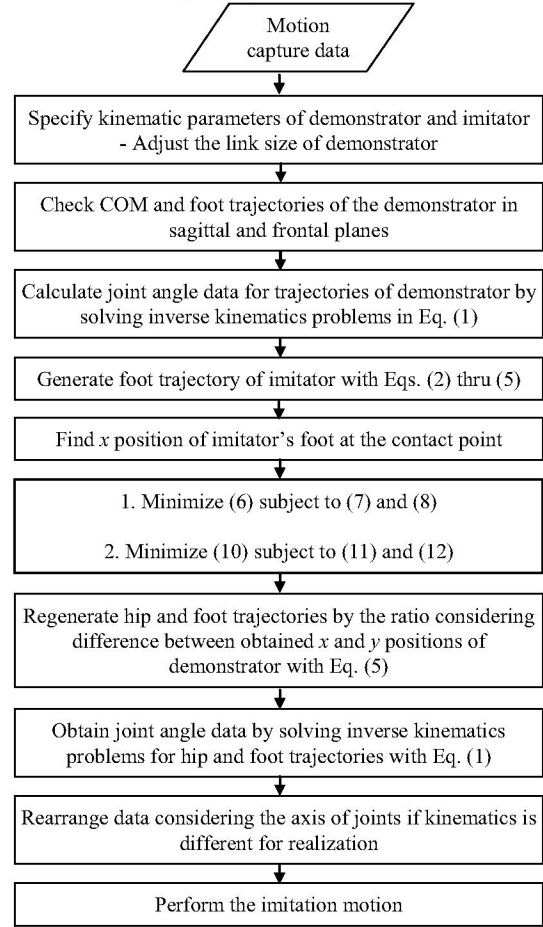 Motion
capture data
Specify kinematic parameters of demonstrator and imitator
- Adjust the link size of demonstrator
Check COM and foot trajectories of the demonstrator in
sagittal and frontal planes
Calculate joint angle data for trajectories of demonstrator by
solving inverse kinematics problems in Eq. (1)
Generate foot trajectory of imitator with Eqs. (2) thru (5)
Find x position of imitator's foot at the contact point
1. Minimize (6) subject to (7) and (8)
2. Minimize (10) subject to (11) and (12)
Regenerate hip and foot trajectories by the ratio considering
difference between obtained x and y positions of
demonstrator with Eq. (5)
Obtain joint angle data by solving inverse kinematics
problems for hip and foot trajectories with Eq. (1)
Rearrange data considering the axis of joints if kinematics is
different for realization
Perform the imitation motion